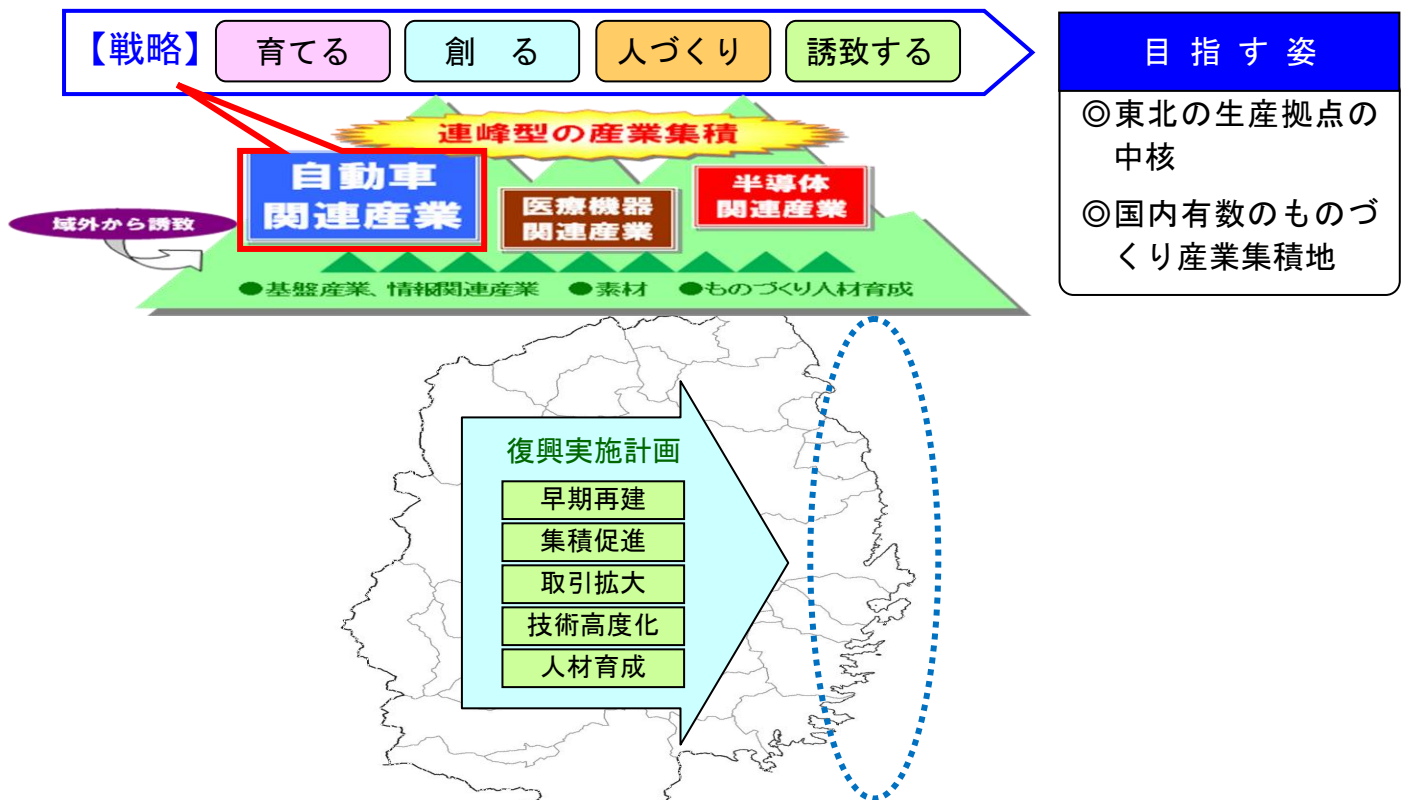 【戦略】 育てる 創 る 人づくり 誘致する
目 指 す 姿
◎東北の生産拠点の
中核
◎国内有数のものづ
くり産業集積地
連峰型の産業集積
自動車
関連産業
医療機器
関連産業
半導体
関連産業
域外から誘致
●基盤産業、情報関連産業 ●素材 ●ものづくり人材育成
復興実施計画
早期再建
集積促進
取引拡大
技術高度化
人材育成